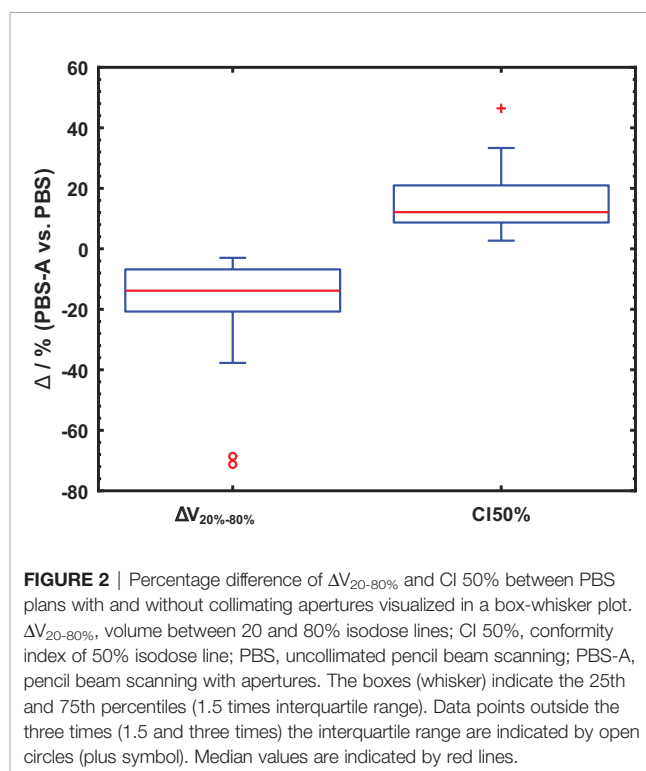 60
40
20
0
-20
-40
-60
-80
Δ / % (PBS-A vs. PBS)
ΔV20%-80%
CI50%
FIGURE 2 | Percentage difference of ΔV20-80% and CI 50% between PBS
plans with and without collimating apertures visualized in a box-whisker plot.
ΔV20-80%, volume between 20 and 80% isodose lines; CI 50%, conformity
index of 50% isodose line; PBS, uncollimated pencil beam scanning; PBS-A,
pencil beam scanning with apertures. The boxes (whisker) indicate the 25th
and 75th percentiles (1.5 times interquartile range). Data points outside the
three times (1.5 and three times) the interquartile range are indicated by open
circles (plus symbol). Median values are indicated by red lines.